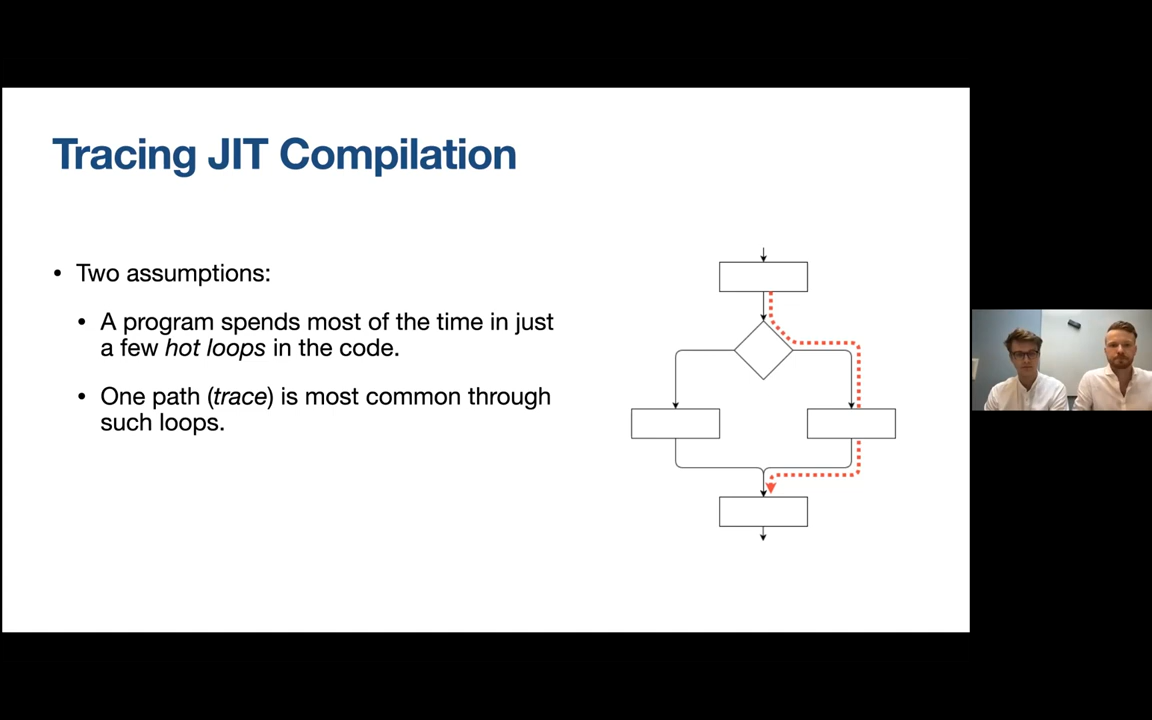 Tracing JIT Compilation
• Two assumptions:
• A program spends most of the time in just
a few hot loops in the code.
• One path (trace) is most common through
such loops.